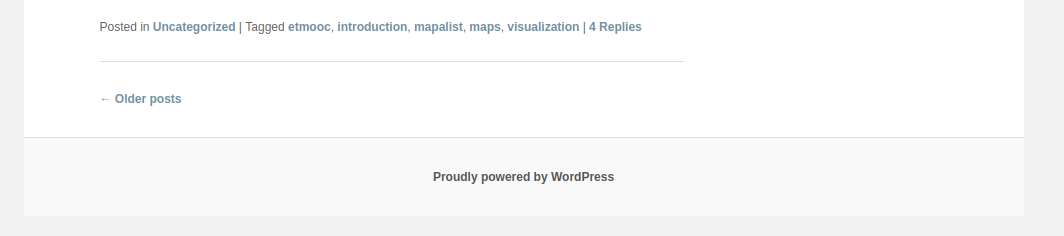 Posted in Uncategorized | Tagged etmooc, introduction, mapalist, maps, visualization | 4 Replies
← Older posts
Proudly powered by WordPress